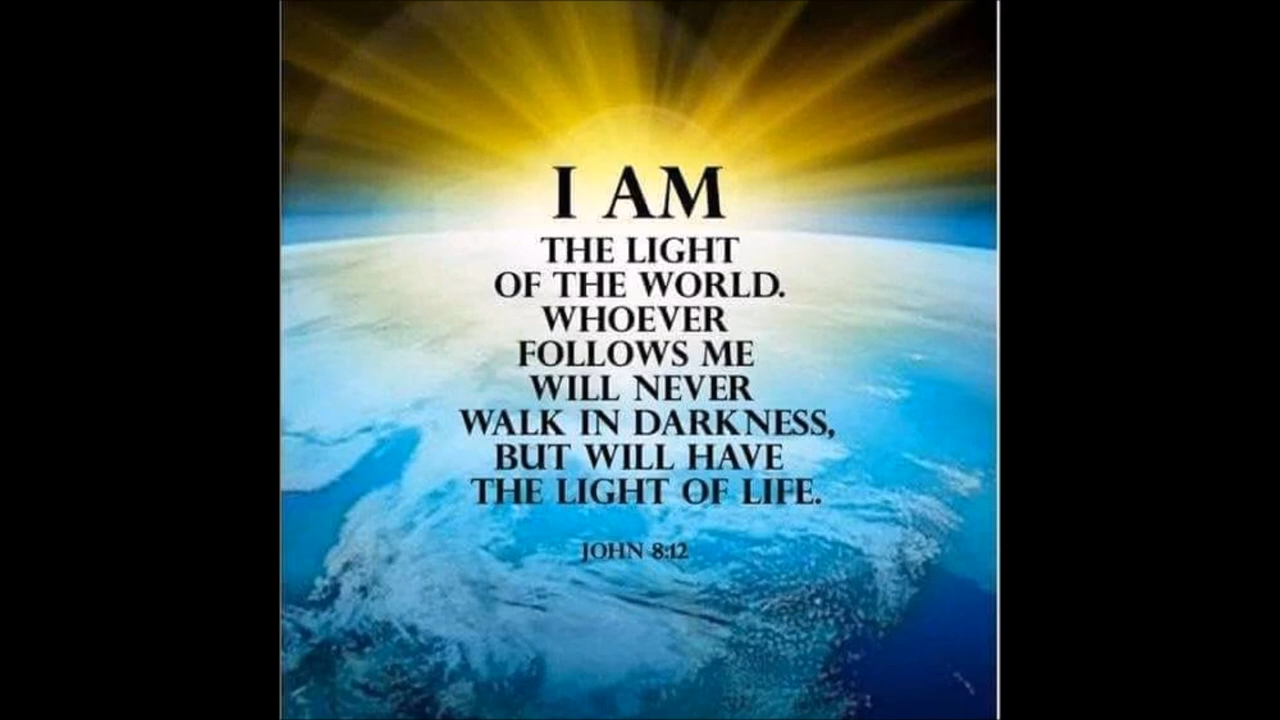 I AM
THE LIGHT
OF THE WORLD.
WHOEVER
FOLLOWS ME
WILL NEVER
WALK IN DARKNESS,
BUT WILL HAVE
THE LIGHT OF LIFE.
JOHN 8:12